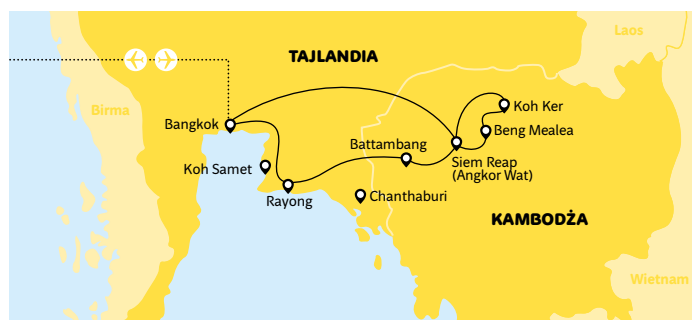 Laos
TAJLANDIA
Birma
Koh Ker
Bangkok
Beng Mealea
Battambang
Koh Samet
Siem Reap
(Angkor Wat)
Rayong
Chanthaburi
KAMBODŻA
Wietnam